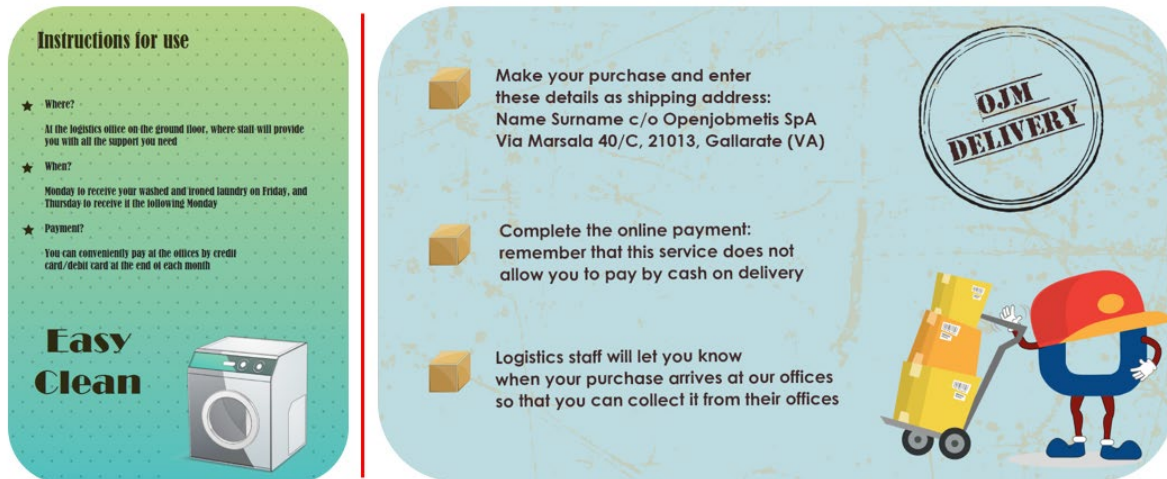 Instructions for use
Where?
At the logistics office on the ground floor, where staff will provide
you with all the support you need
When?
Monday to receive your washed and ironed laundry on Friday, and
Thursday to receive it the following Monday
Payment?
You can conveniently pay at the offices by credit
card/debit card at the end of each month
Easy
Clean
Make your purchase and enter
these details as shipping address:
Name Surname c/o Openjobmetis SpA
Via Marsala 40/C, 21013, Gallarate (VA)
Complete the online payment:
remember that this service does not
allow you to pay by cash on delivery
Logistics staff will let you know
when your purchase arrives at our offices
so that you can collect it from their offices
OJM
DELIVERY